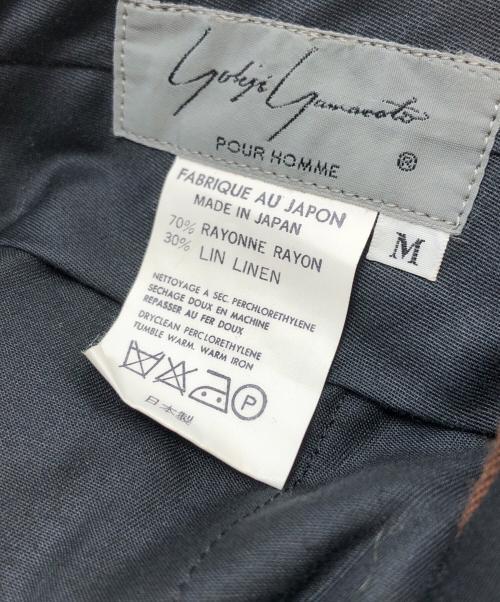 Yohji Yamamoto
POUR HOMME ®
M
FABRIQUE AU JAPON
MADE IN JAPAN
70% RAYONNE RAYON
30% LIN LINEN
NETTOYAGE A SEC. PERCHLORETHYLENE
SECHAGE DOUX EN MACHINE
REPASSER AU FER DOUX
DRYCLEAN PERCLORETHYLENE
TUMBLE WARM. WARM IRON
P
日本製